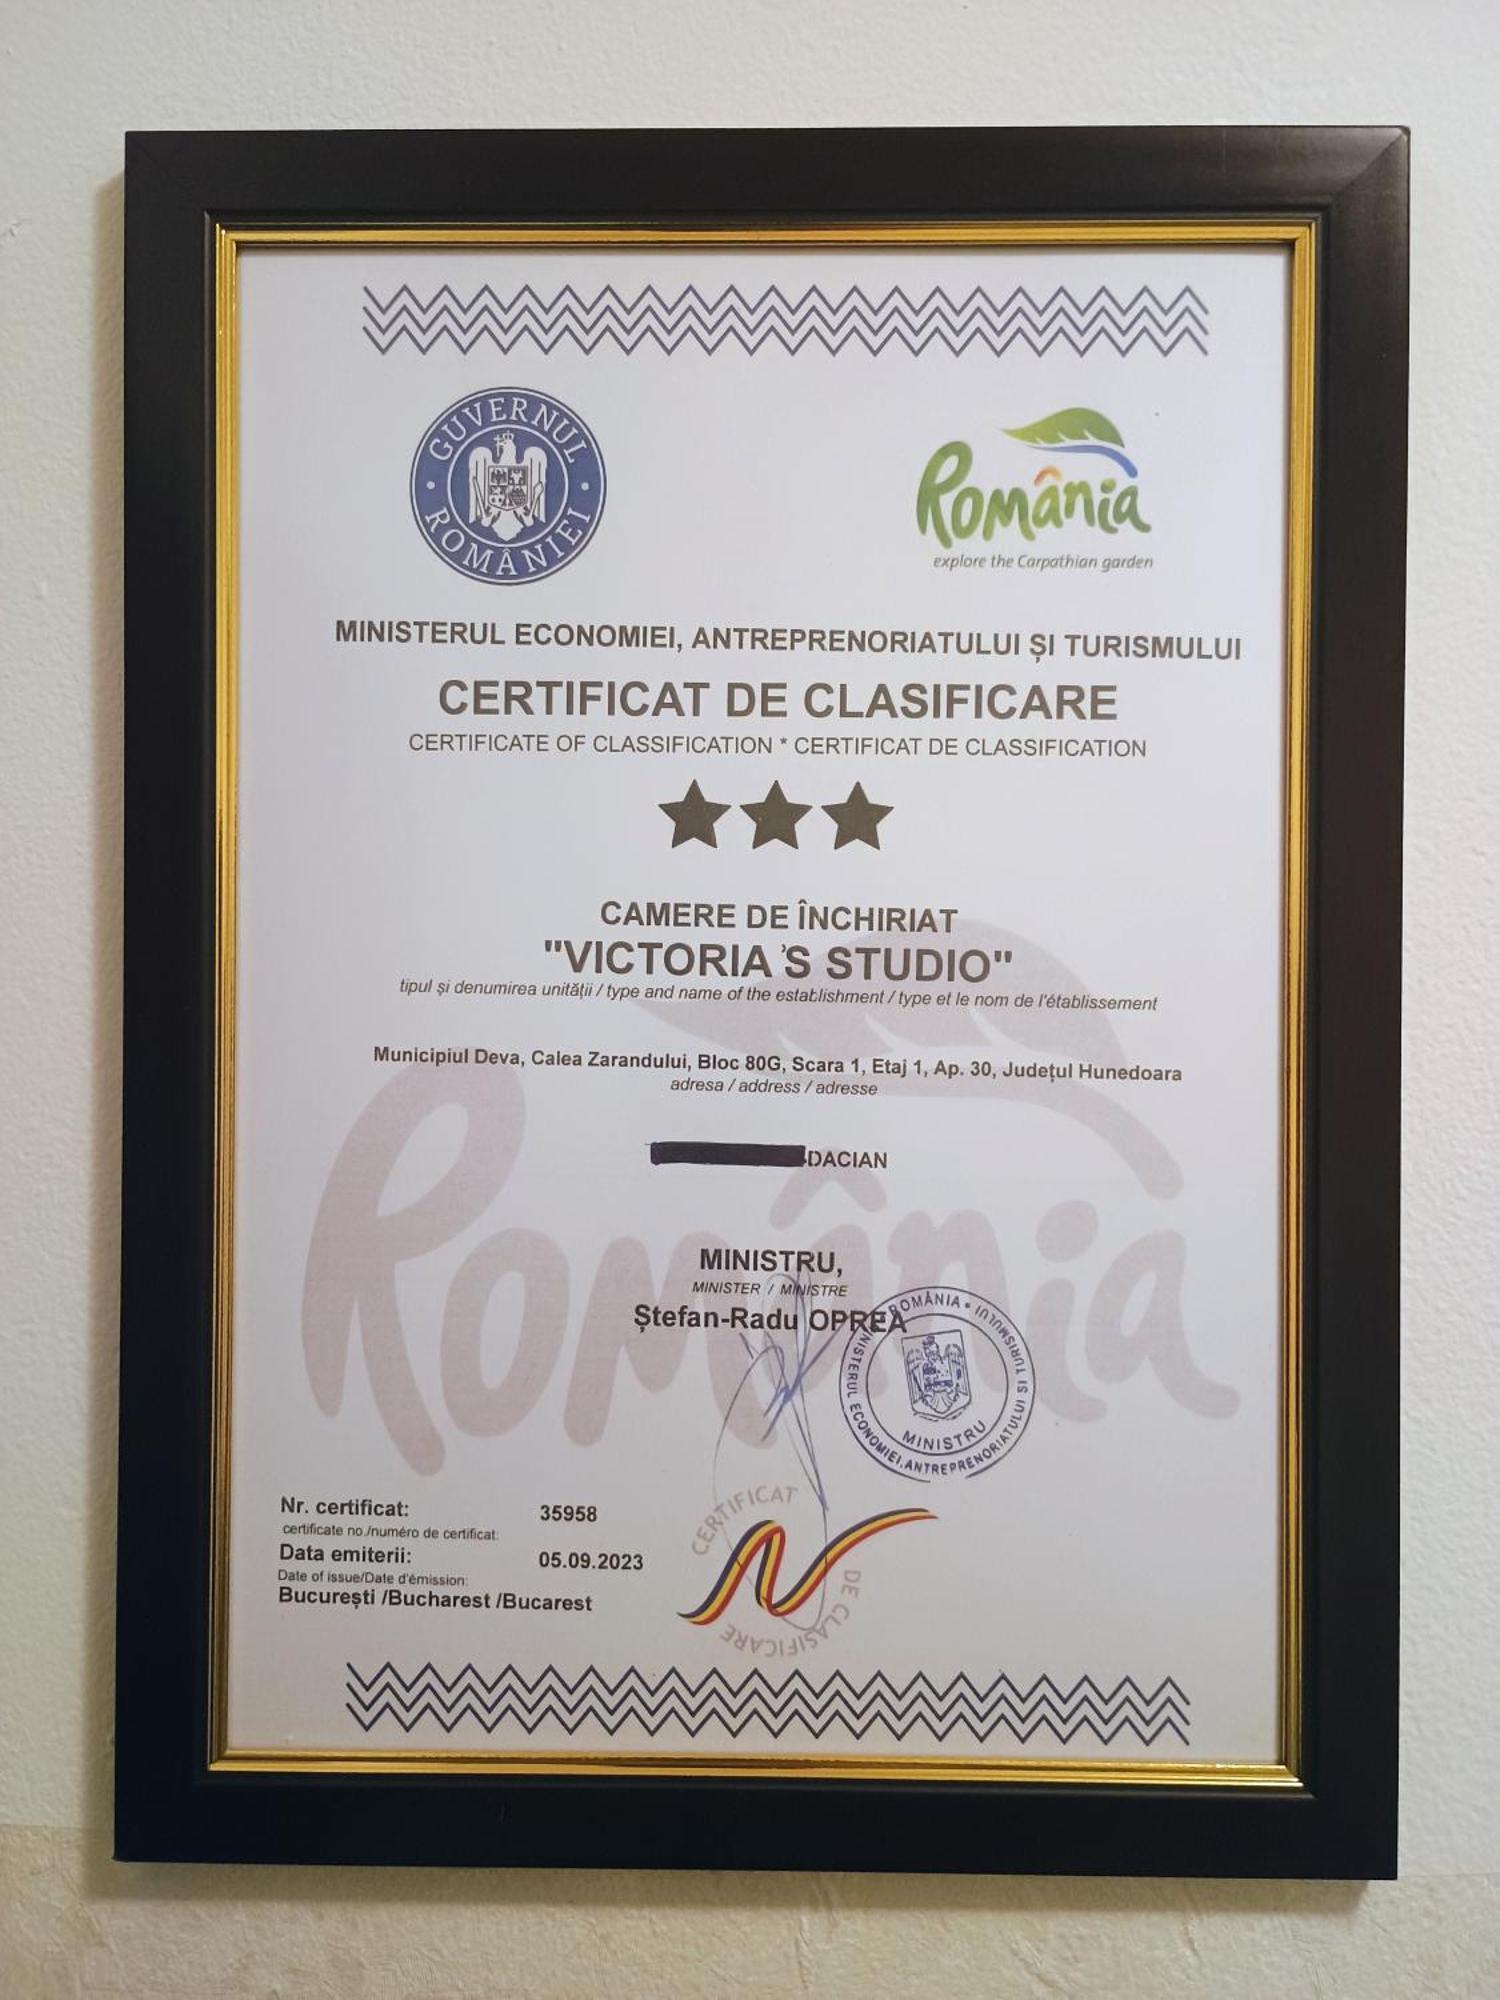 GUVERNUL ROMÂNIEI
România
explore the Carpathian garden
MINISTERUL ECONOMIEI, ANTREPRENORIATULUI ȘI TURISMULUI
CERTIFICAT DE CLASIFICARE
CERTIFICATE OF CLASSIFICATION * CERTIFICAT DE CLASSIFICATION
CAMERE DE ÎNCHIRIAT
"VICTORIA'S STUDIO"
tipul și denumirea unității / type and name of the establishment / type et le nom de l'établissement
Municipiul Deva, Calea Zarandului, Bloc 80G, Scara 1, Etaj 1, Ap. 30, Județul Hunedoara
adresa / address / adresse
DACIAN
România
MINISTRU,
MINISTER / MINISTRE
Ștefan-Radu OPREA
ROMÂNIA • MINISTERUL ECONOMIEI, ANTREPRENORIATULUI SI TURISMULUI
MINISTRU
Nr. certificat: 35958
certificate no./numéro de certificat:
Data emiterii: 05.09.2023
Date of issue/Date d'émission:
București /Bucharest /Bucarest
CERTIFICAT DE CLASIFICARE